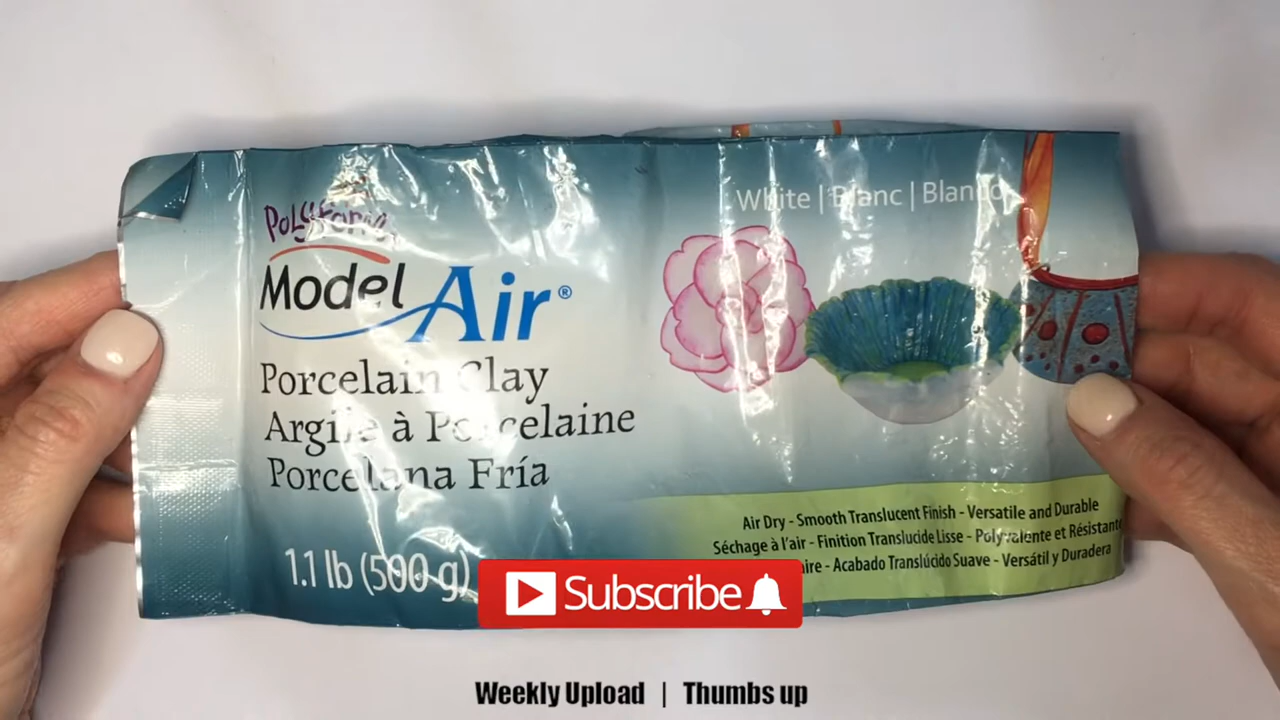 Polyform
Model Air®
Porcelain Clay
Argile à Porcelaine
Porcelana Fría
1.1 lb (500 g)
White | Blanc | Blanco
Air Dry - Smooth Translucent Finish - Versatile and Durable
Séchage à l'air - Finition Translucide Lisse - Polyvalente et Résistante
aire - Acabado Translúcido Suave - Versátil y Duradera
Subscribe
Weekly Upload | Thumbs up